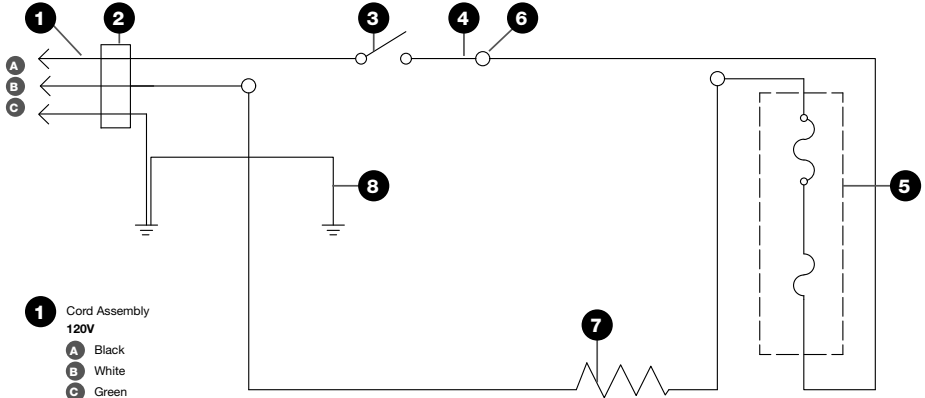 1 2 3 4 6
A
B
C
8 5
7
1 Cord Assembly
120V
A Black
B White
C Green